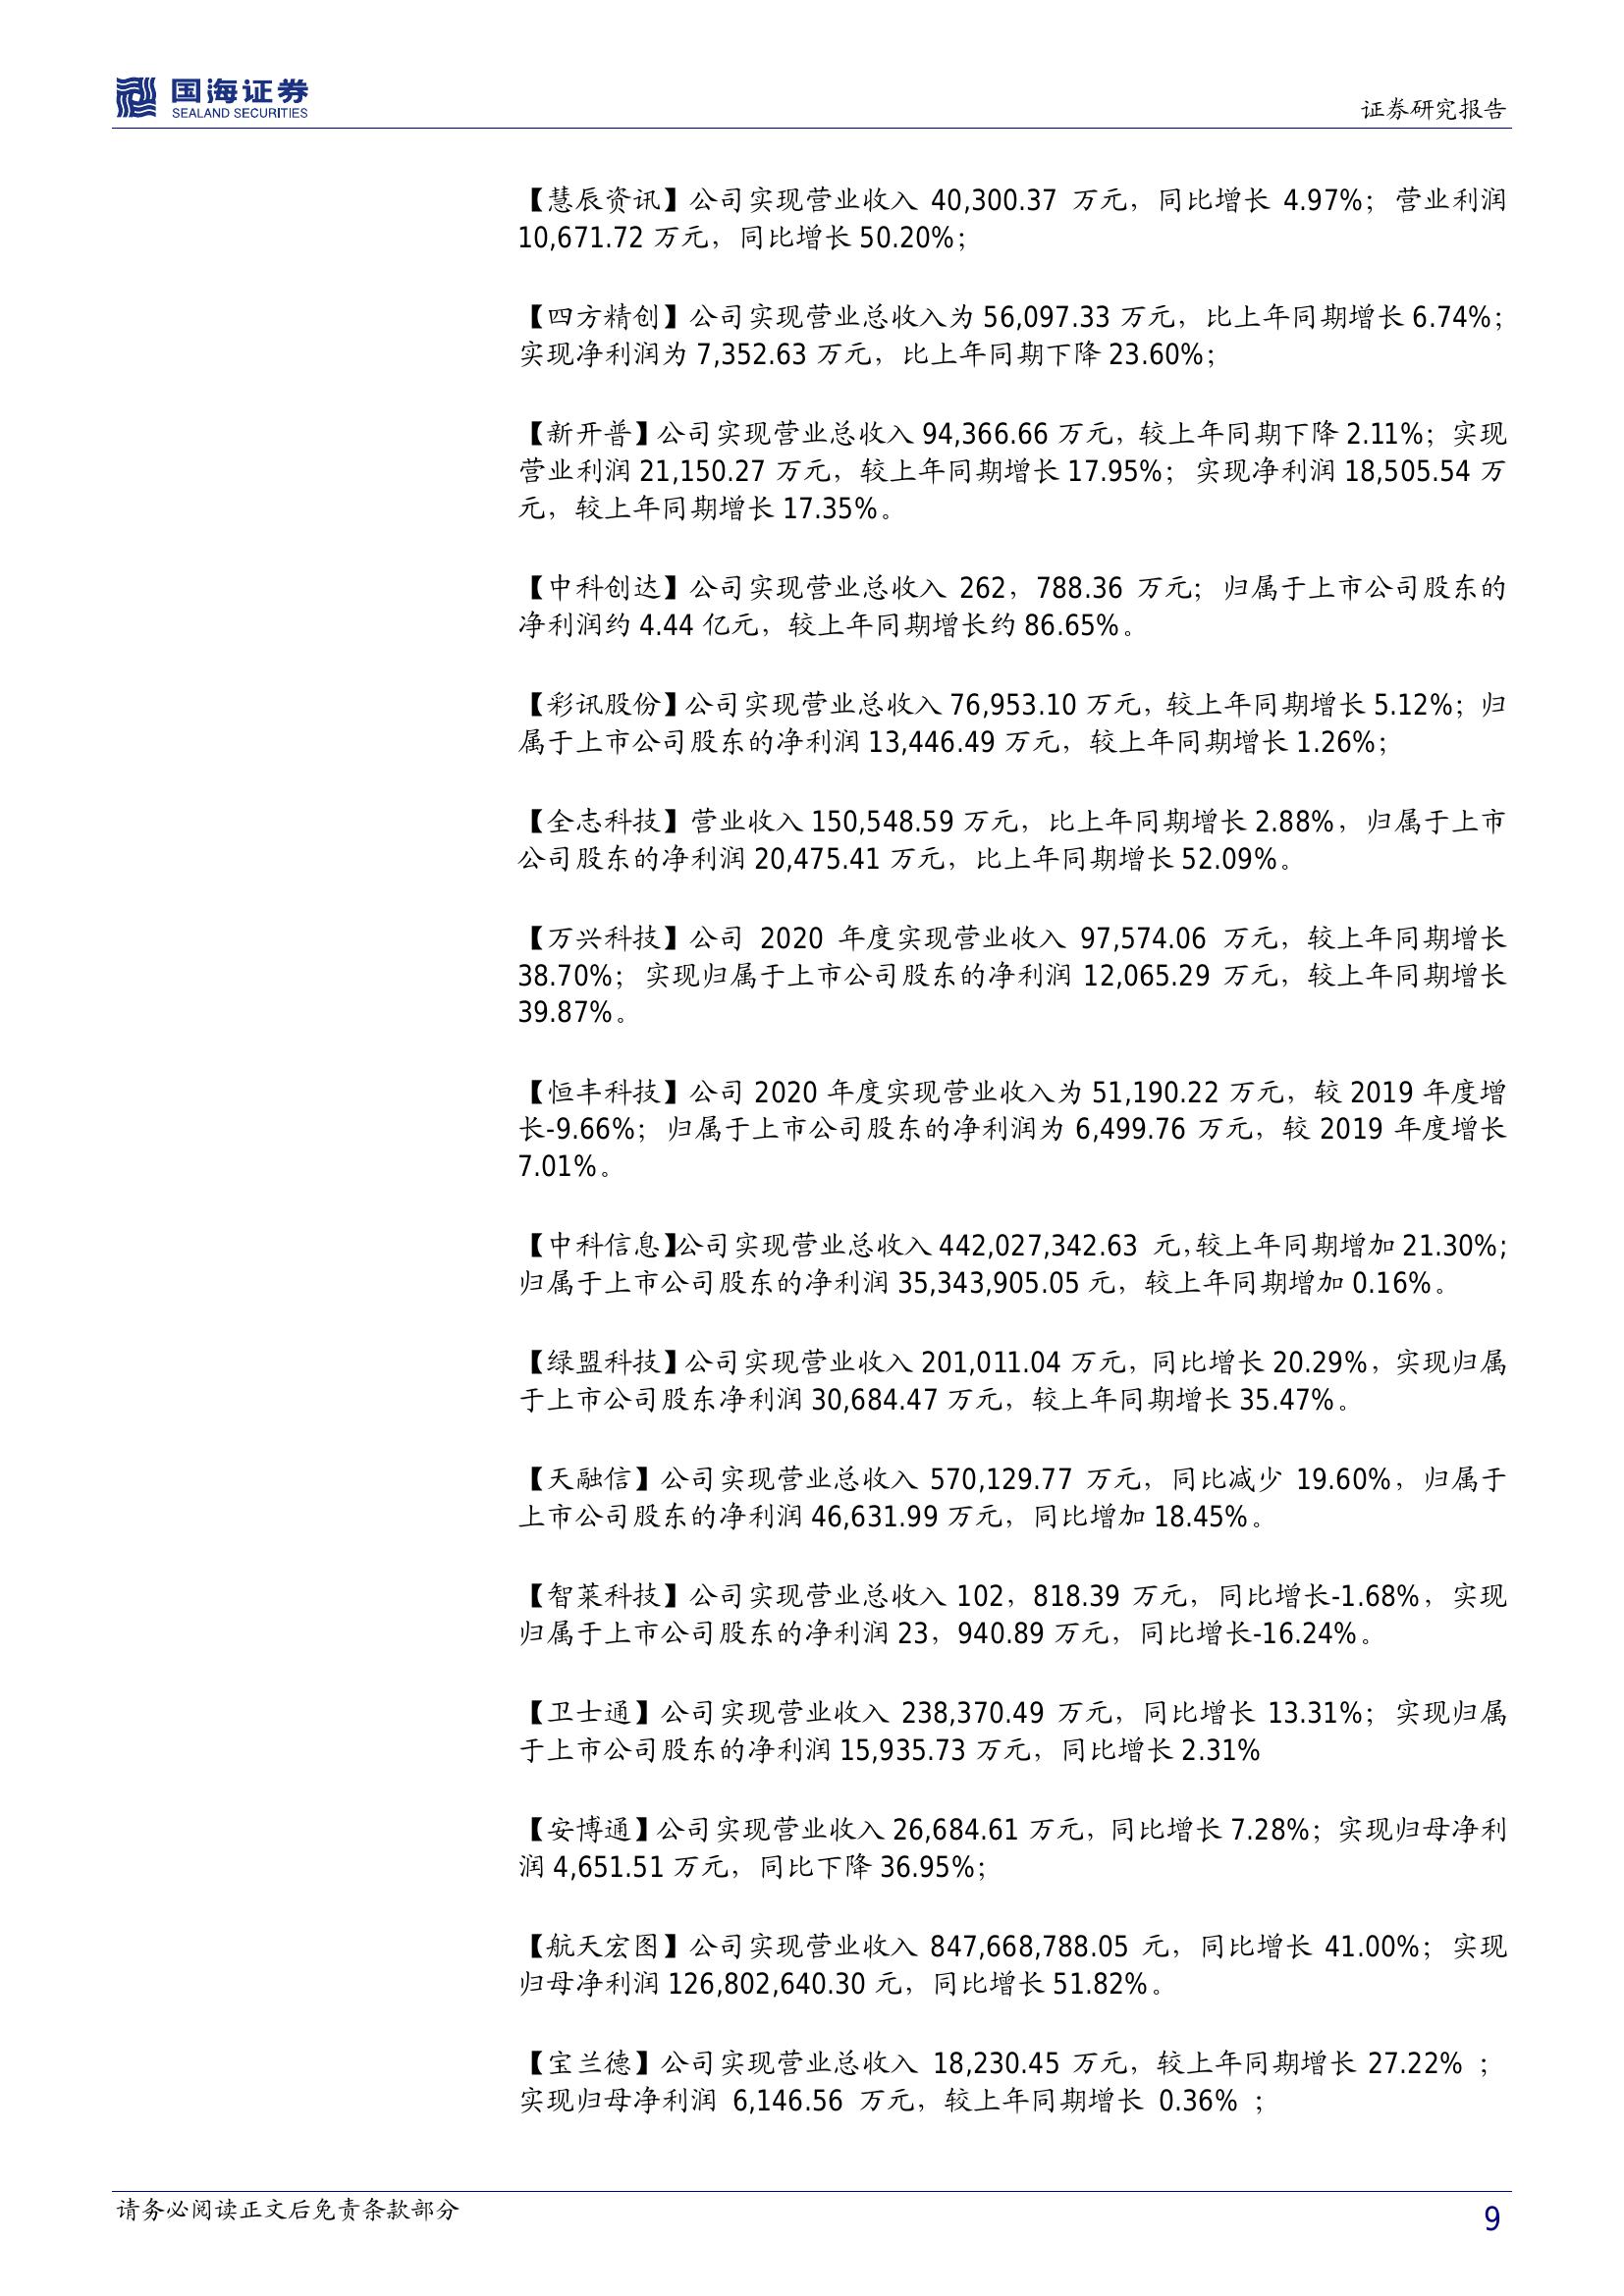 国海证券
SEALAND SECURITIES
证券研究报告
【慧辰资讯】公司实现营业收入 40,300.37 万元，同比增长 4.97%；营业利润
10,671.72 万元，同比增长 50.20%；
【四方精创】公司实现营业总收入为 56,097.33 万元，比上年同期增长 6.74%；
实现净利润为 7,352.63 万元，比上年同期下降 23.60%；
【新开普】公司实现营业总收入 94,366.66 万元，较上年同期下降 2.11%；实现
营业利润 21,150.27 万元，较上年同期增长 17.95%；实现净利润 18,505.54 万
元，较上年同期增长 17.35%。
【中科创达】公司实现营业总收入 262，788.36 万元；归属于上市公司股东的
净利润约 4.44 亿元，较上年同期增长约 86.65%。
【彩讯股份】公司实现营业总收入 76,953.10 万元，较上年同期增长 5.12%；归
属于上市公司股东的净利润 13,446.49 万元，较上年同期增长 1.26%；
【全志科技】营业收入 150,548.59 万元，比上年同期增长 2.88%，归属于上市
公司股东的净利润 20,475.41 万元，比上年同期增长 52.09%。
【万兴科技】公司 2020 年度实现营业收入 97,574.06 万元，较上年同期增长
38.70%；实现归属于上市公司股东的净利润 12,065.29 万元，较上年同期增长
39.87%。
【恒丰科技】公司 2020 年度实现营业收入为 51,190.22 万元，较 2019 年度增
长-9.66%；归属于上市公司股东的净利润为 6,499.76 万元，较 2019 年度增长
7.01%。
【中科信息】公司实现营业总收入 442,027,342.63 元，较上年同期增加 21.30%;
归属于上市公司股东的净利润 35,343,905.05 元，较上年同期增加 0.16%。
【绿盟科技】公司实现营业收入 201,011.04 万元，同比增长 20.29%，实现归属
于上市公司股东净利润 30,684.47 万元，较上年同期增长 35.47%。
【天融信】公司实现营业总收入 570,129.77 万元，同比减少 19.60%，归属于
上市公司股东的净利润 46,631.99 万元，同比增加 18.45%。
【智莱科技】公司实现营业总收入 102，818.39 万元，同比增长-1.68%，实现
归属于上市公司股东的净利润 23，940.89 万元，同比增长-16.24%。
【卫士通】公司实现营业收入 238,370.49 万元，同比增长 13.31%；实现归属
于上市公司股东的净利润 15,935.73 万元，同比增长 2.31%
【安博通】公司实现营业收入 26,684.61 万元，同比增长 7.28%；实现归母净利
润 4,651.51 万元，同比下降 36.95%；
【航天宏图】公司实现营业收入 847,668,788.05 元，同比增长 41.00%；实现
归母净利润 126,802,640.30 元，同比增长 51.82%。
【宝兰德】公司实现营业总收入 18,230.45 万元，较上年同期增长 27.22% ；
实现归母净利润 6,146.56 万元，较上年同期增长 0.36% ；
请务必阅读正文后免责条款部分
9